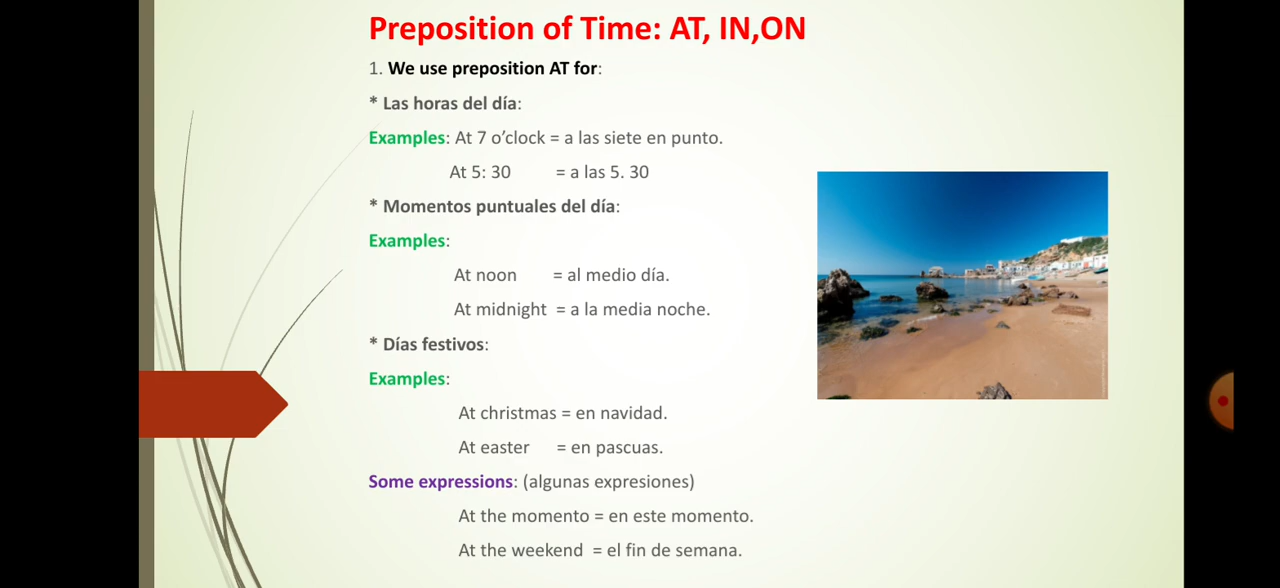 Preposition of Time: AT, IN,ON
1. We use preposition AT for:
* Las horas del día:
Examples: At 7 o’clock = a las siete en punto.
At 5: 30 = a las 5. 30
* Momentos puntuales del día:
Examples:
At noon = al medio día.
At midnight = a la media noche.
* Días festivos:
Examples:
At christmas = en navidad.
At easter = en pascuas.
Some expressions: (algunas expresiones)
At the momento = en este momento.
At the weekend = el fin de semana.